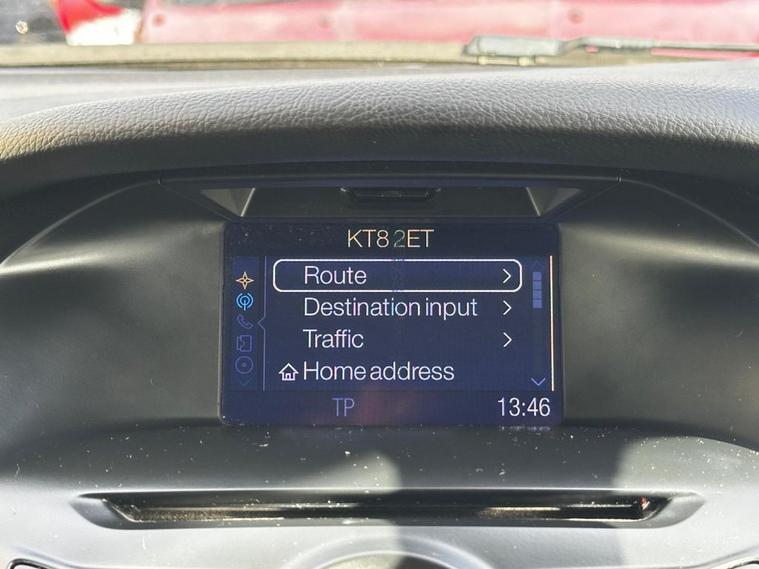 KT8 2ET
Route
Destination input
Traffic
Home address
TP 13:46